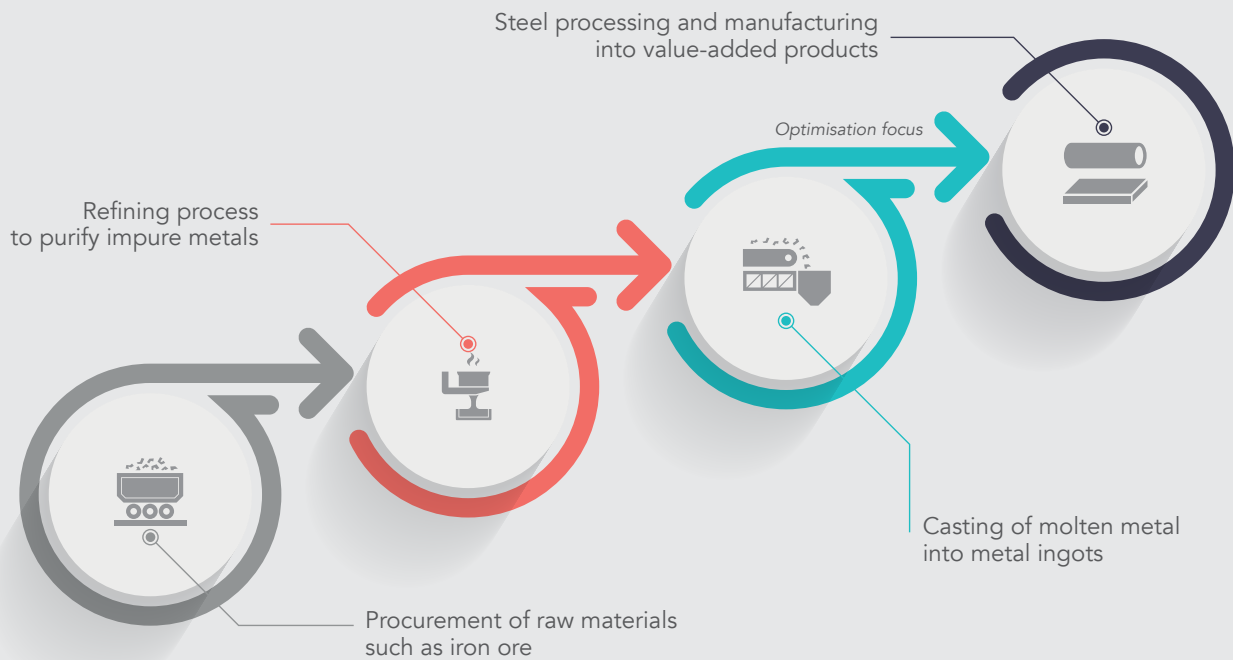 Steel processing and manufacturing
into value-added products
Optimisation focus
Refining process
to purify impure metals
Casting of molten metal
into metal ingots
Procurement of raw materials
such as iron ore